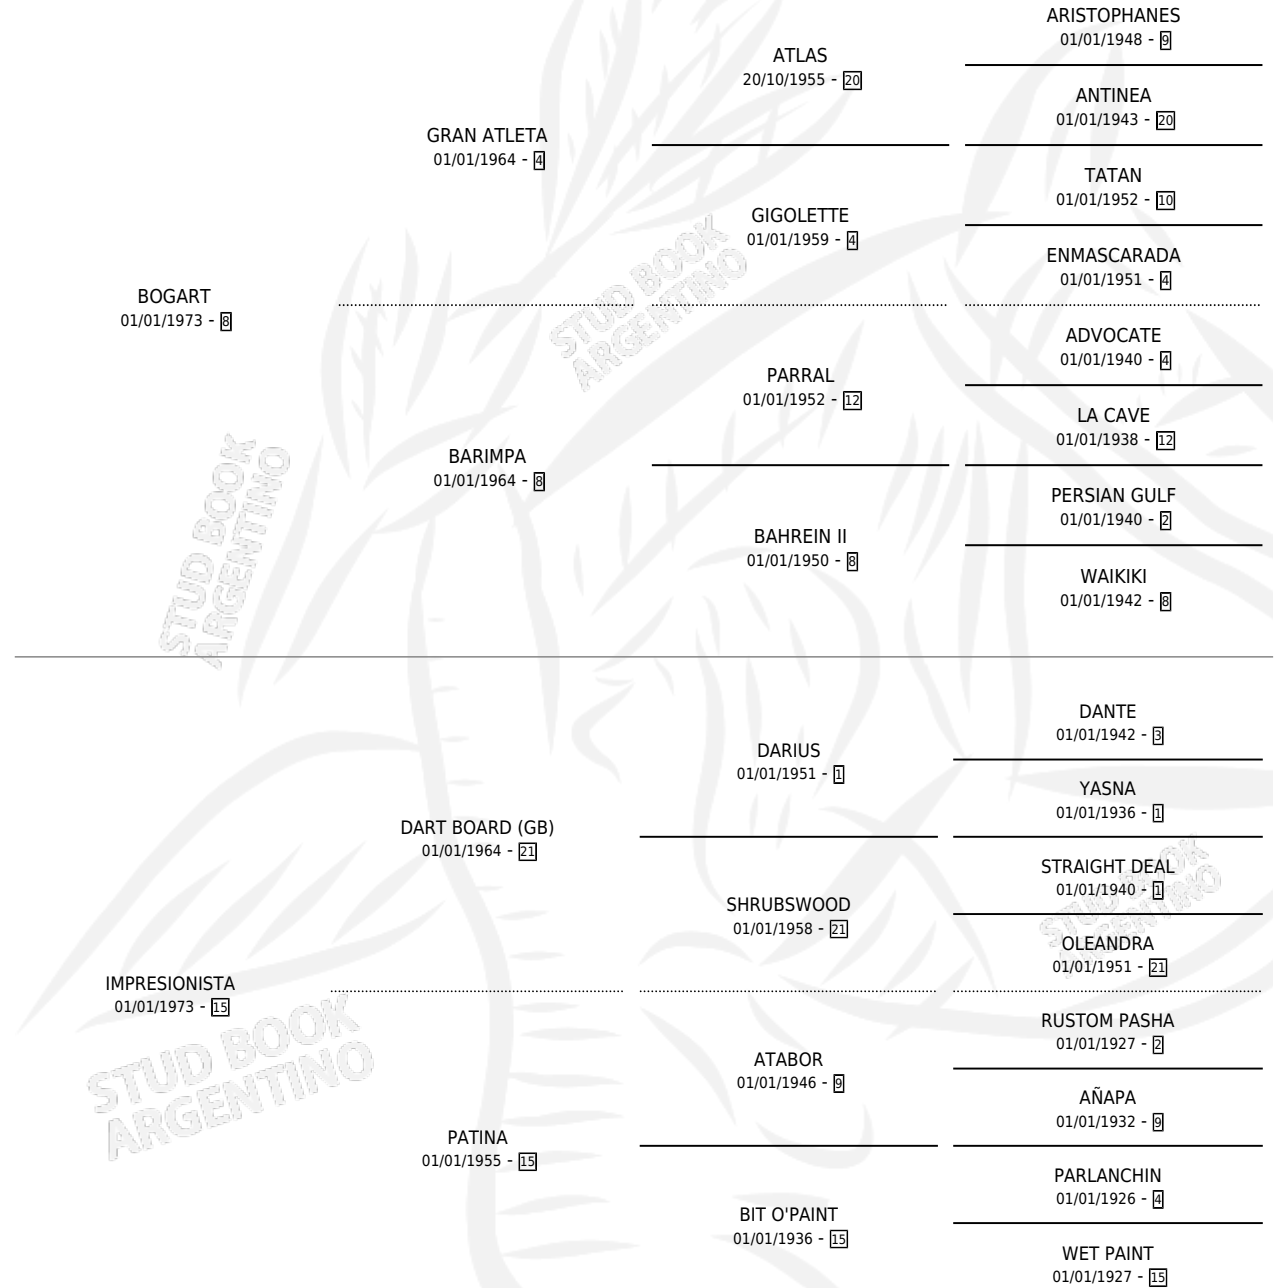 ARISTOPHANES
01/01/1948 - 9
ATLAS
20/10/1955 - 20
ANTINEA
01/01/1943 - 20
GRAN ATLETA
01/01/1964 - 4
TATAN
01/01/1952 - 10
GIGOLETTE
01/01/1959 - 4
ENMASCARADA
01/01/1951 - 4
BOGART
01/01/1973 - 8
ADVOCATE
01/01/1940 - 4
PARRAL
01/01/1952 - 12
LA CAVE
01/01/1938 - 12
BARIMPA
01/01/1964 - 8
PERSIAN GULF
01/01/1940 - 2
BAHREIN II
01/01/1950 - 8
WAIKIKI
01/01/1942 - 8
STUD BOOK
ARGENTINO
STUD BOOK
ARGENTINO
DANTE
01/01/1942 - 3
DARIUS
01/01/1951 - 1
YASNA
01/01/1936 - 1
DART BOARD (GB)
01/01/1964 - 21
STRAIGHT DEAL
01/01/1940 - 1
SHRUBSWOOD
01/01/1958 - 21
OLEANDRA
01/01/1951 - 21
IMPRESIONISTA
01/01/1973 - 15
RUSTOM PASHA
01/01/1927 - 2
ATABOR
01/01/1946 - 9
AÑAPA
01/01/1932 - 9
PATINA
01/01/1955 - 15
PARLANCHIN
01/01/1926 - 4
BIT O'PAINT
01/01/1936 - 15
WET PAINT
01/01/1927 - 15
STUD BOOK
ARGENTINO
STUD BOOK
ARGENTINO